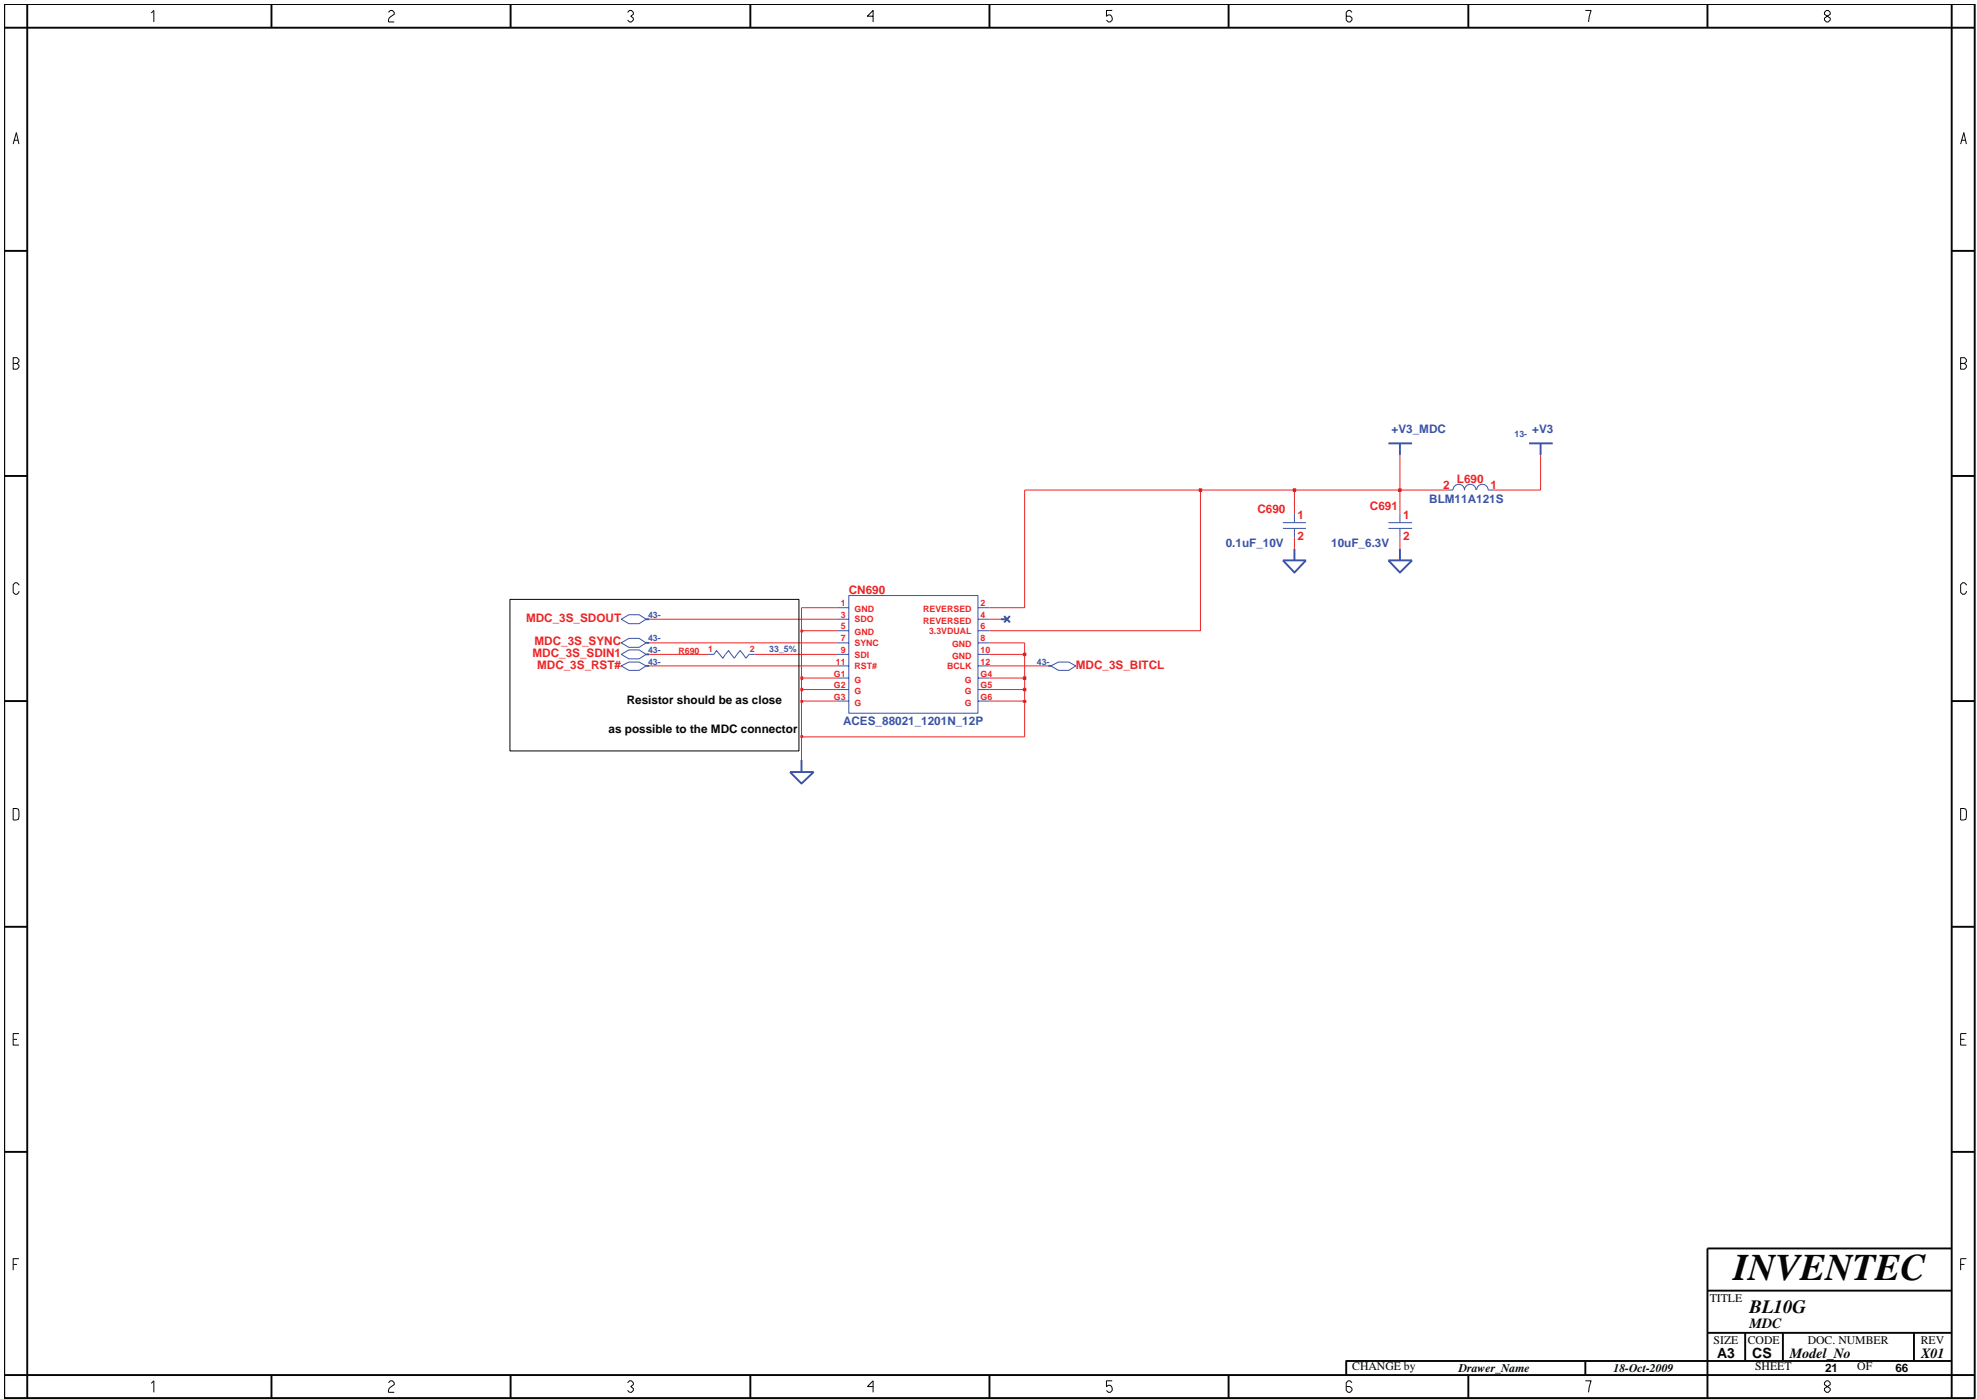 1 2 3 4 5 6 7 8
A A
B B
+V3_MDC 13- +V3
2 L690 1
BLM11A121S
C690 1 2
0.1uF_10V
C691 1 2
10uF_6.3V
C C
CN690
MDC_3S_SDOUT 43-
MDC_3S_SYNC 43-
MDC_3S_SDIN1 43- R690 1 2 33_5%
MDC_3S_RST# 43-
1 GND REVERSED 2
3 SDO REVERSED 4
5 GND 3.3VDUAL 6
7 SYNC GND 8
9 SDI GND 10
11 RST# BCLK 12 43- MDC_3S_BITCL
G1 G G G4
G2 G G G5
G3 G G G6
ACES_88021_1201N_12P
Resistor should be as close
as possible to the MDC connector
D D
E E
F F
INVENTEC
TITLE
BL10G
MDC
SIZE CODE DOC. NUMBER REV
A3 CS Model_No X01
CHANGE by Drawer_Name 18-Oct-2009 SHEET 21 OF 66
1 2 3 4 5 6 7 8